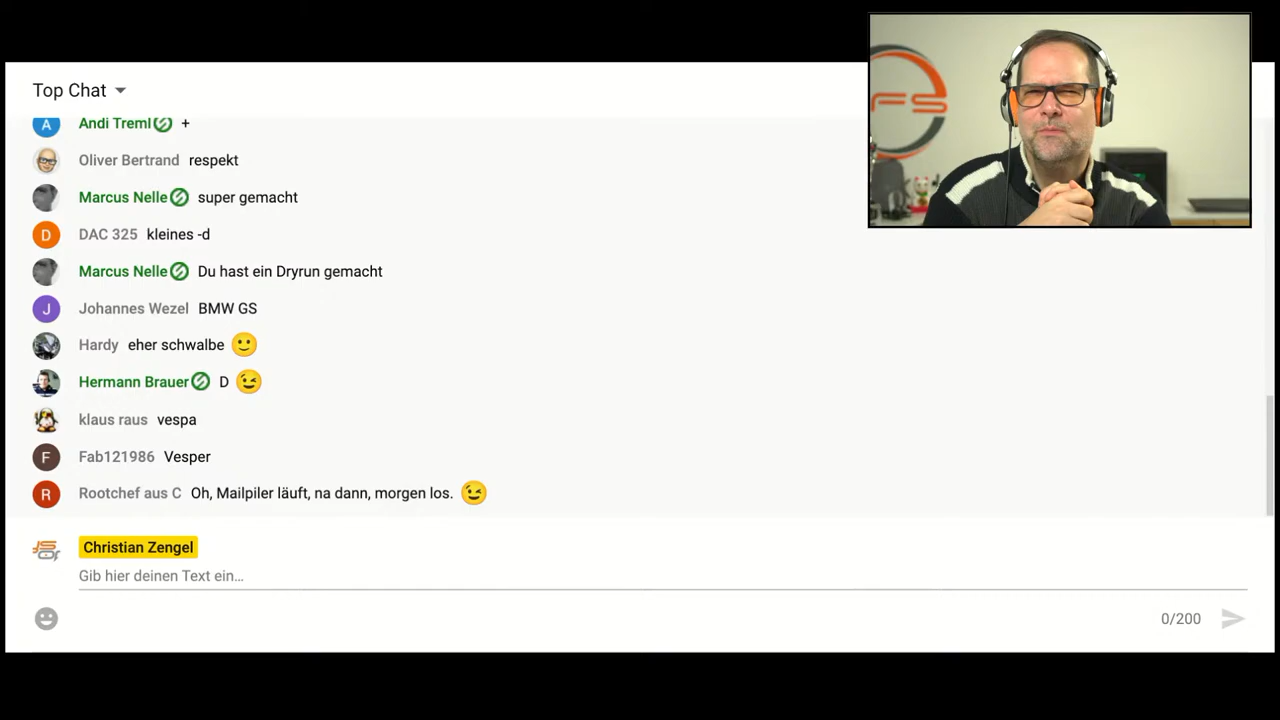 Top Chat
A Andi Treml +
Oliver Bertrand respekt
Marcus Nelle super gemacht
D DAC 325 kleines -d
Marcus Nelle Du hast ein Dryrun gemacht
J Johannes Wezel BMW GS
Hardy eher schwalbe 🙂
Hermann Brauer D 😉
klaus raus vespa
F Fab121986 Vesper
R Rootchef aus C Oh, Mailpiler läuft, na dann, morgen los. 😉
Christian Zengel
Gib hier deinen Text ein...
0/200
FS